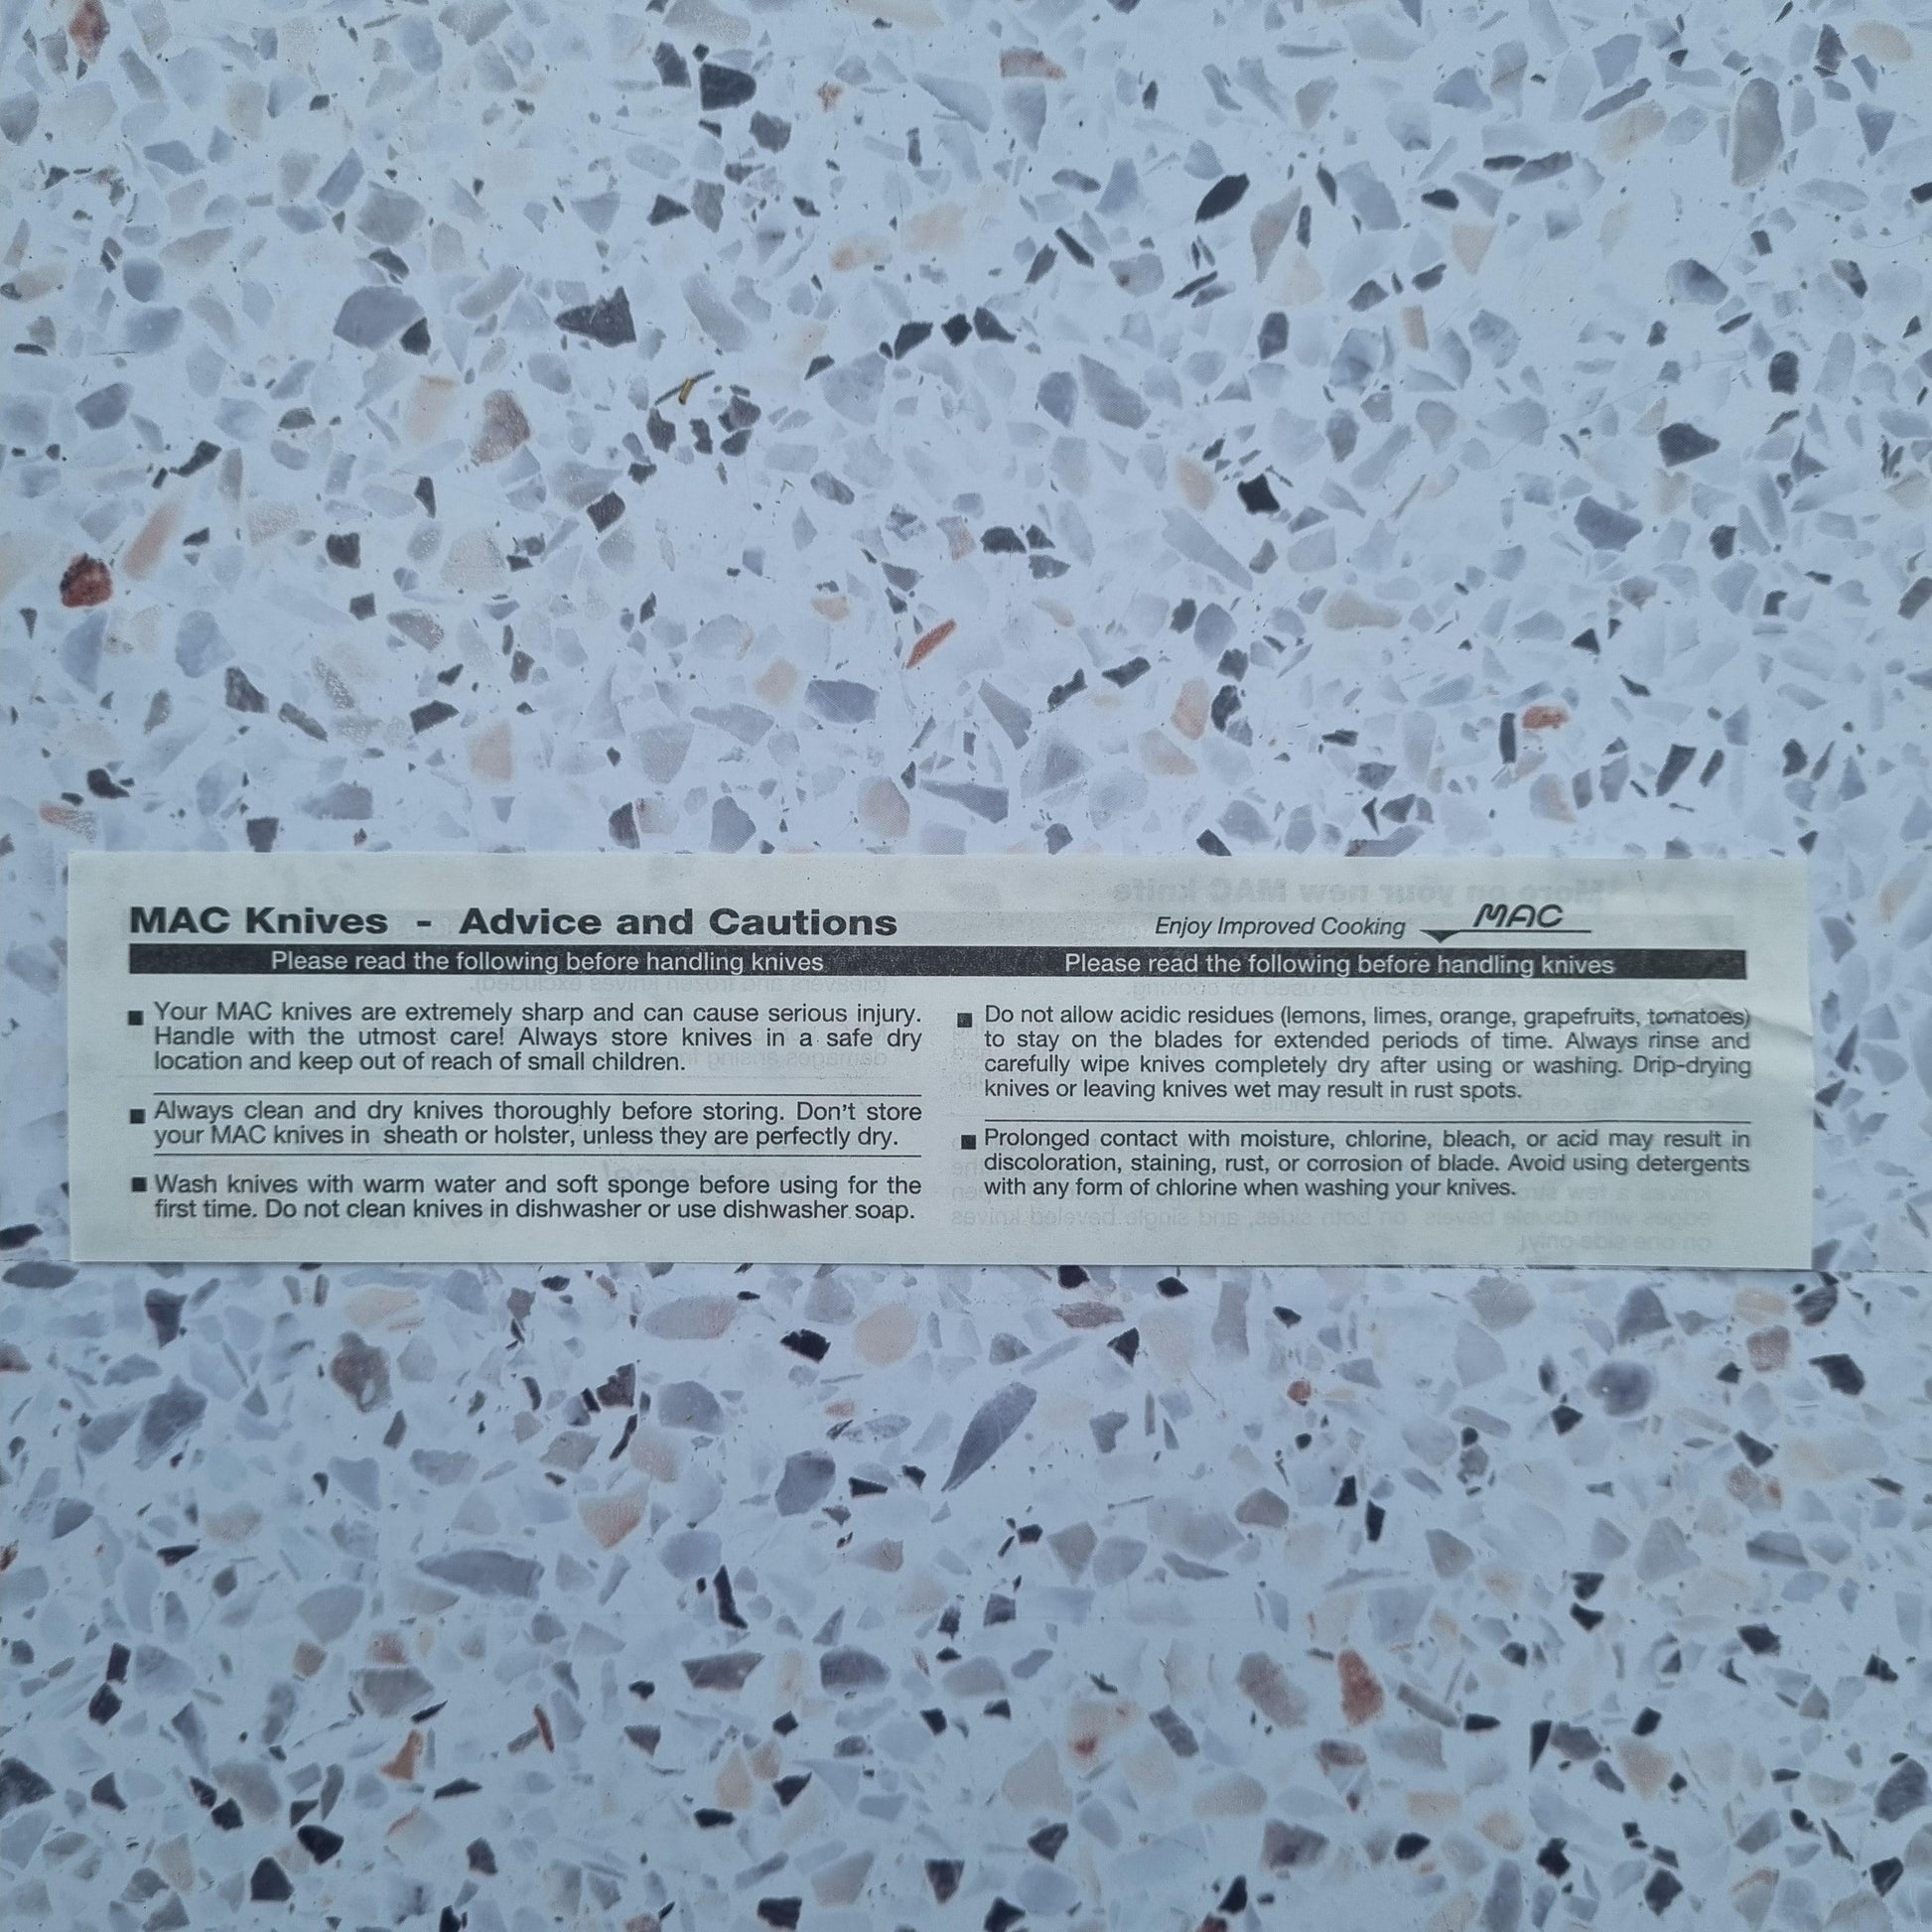 MAC Knives - Advice and Cautions
Enjoy Improved Cooking MAC
Please read the following before handling knives
Your MAC knives are extremely sharp and can cause serious injury.
Handle with the utmost care! Always store knives in a safe dry
location and keep out of reach of small children.
Always clean and dry knives thoroughly before storing. Don't store
your MAC knives in sheath or holster, unless they are perfectly dry.
Wash knives with warm water and soft sponge before using for the
first time. Do not clean knives in dishwasher or use dishwasher soap.
Please read the following before handling knives
Do not allow acidic residues (lemons, limes, orange, grapefruits, tomatoes)
to stay on the blades for extended periods of time. Always rinse and
carefully wipe knives completely dry after using or washing. Drip-drying
knives or leaving knives wet may result in rust spots.
Prolonged contact with moisture, chlorine, bleach, or acid may result in
discoloration, staining, rust, or corrosion of blade. Avoid using detergents
with any form of chlorine when washing your knives.